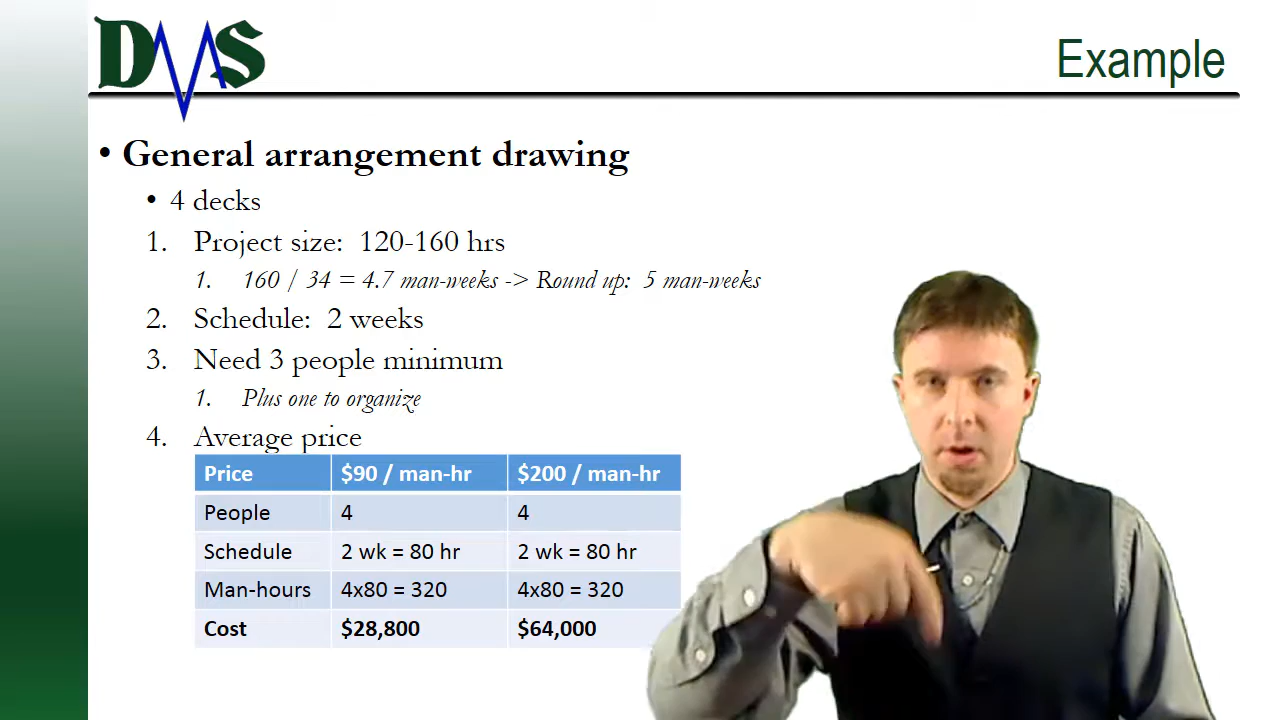 DMS
Example
• General arrangement drawing
• 4 decks
1. Project size: 120-160 hrs
1. 160 / 34 = 4.7 man-weeks -> Round up: 5 man-weeks
2. Schedule: 2 weeks
3. Need 3 people minimum
1. Plus one to organize
4. Average price
Price $90 / man-hr $200 / man-hr
People 4 4
Schedule 2 wk = 80 hr 2 wk = 80 hr
Man-hours 4x80 = 320 4x80 = 320
Cost $28,800 $64,000